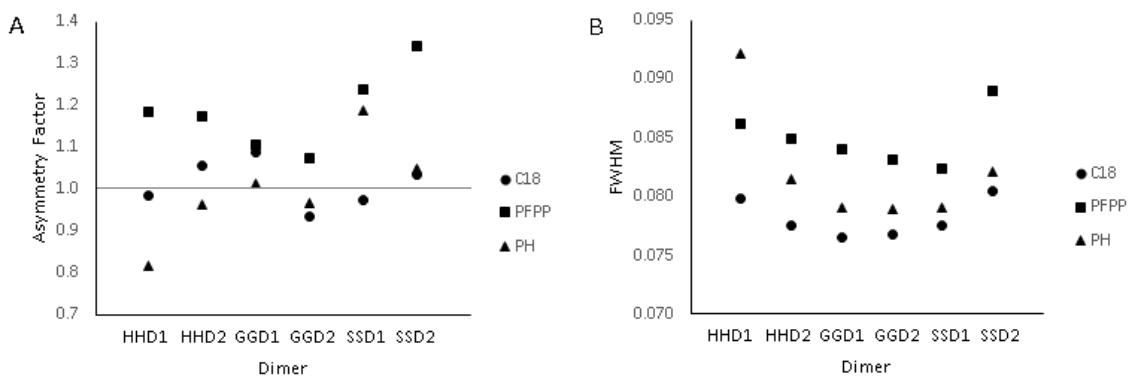 A
Asymmetry Factor
1.4
1.3
1.2
1.1
1.0
0.9
0.8
0.7
HHD1 HHD2 GGD1 GGD2 SSD1 SSD2
Dimer
C18
PFPP
PH
B
FWHM
0.095
0.090
0.085
0.080
0.075
0.070
HHD1 HHD2 GGD1 GGD2 SSD1 SSD2
Dimer
C18
PFPP
PH